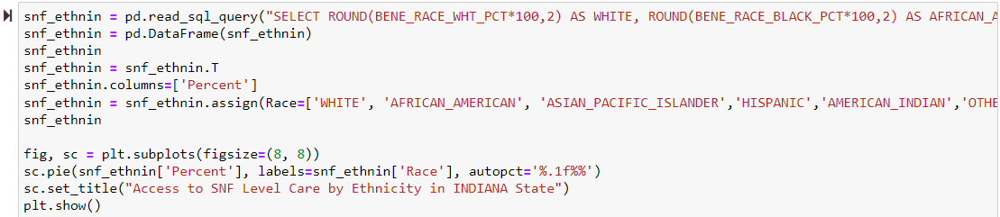 snf_ethnin = pd.read_sql_query("SELECT ROUND(BENE_RACE_WHT_PCT*100,2) AS WHITE, ROUND(BENE_RACE_BLACK_PCT*100,2) AS AFRICAN_A
snf_ethnin = pd.DataFrame(snf_ethnin)
snf_ethnin
snf_ethnin = snf_ethnin.T
snf_ethnin.columns=['Percent']
snf_ethnin = snf_ethnin.assign(Race=['WHITE', 'AFRICAN_AMERICAN', 'ASIAN_PACIFIC_ISLANDER','HISPANIC','AMERICAN_INDIAN','OTHE
snf_ethnin
fig, sc = plt.subplots(figsize=(8, 8))
sc.pie(snf_ethnin['Percent'], labels=snf_ethnin['Race'], autopct='%.1f%%')
sc.set_title("Access to SNF Level Care by Ethnicity in INDIANA State")
plt.show()